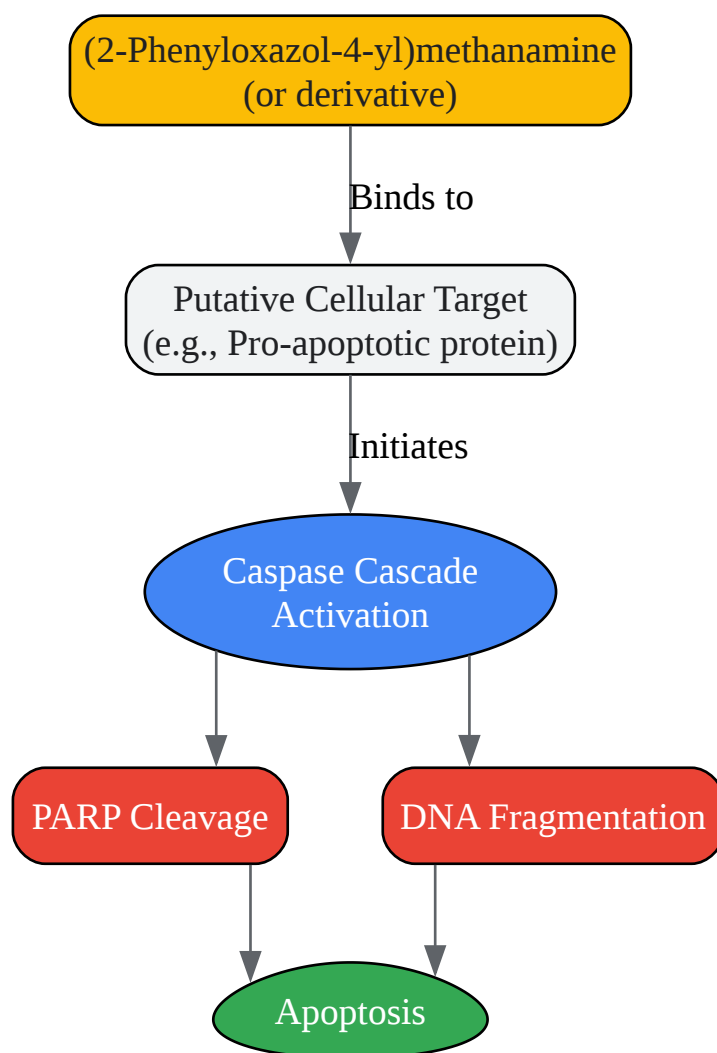 (2-Phenyloxazol-4-yl)methanamine
(or derivative)
Binds to
Putative Cellular Target
(e.g., Pro-apoptotic protein)
Initiates
Caspase Cascade
Activation
PARP Cleavage
DNA Fragmentation
Apoptosis